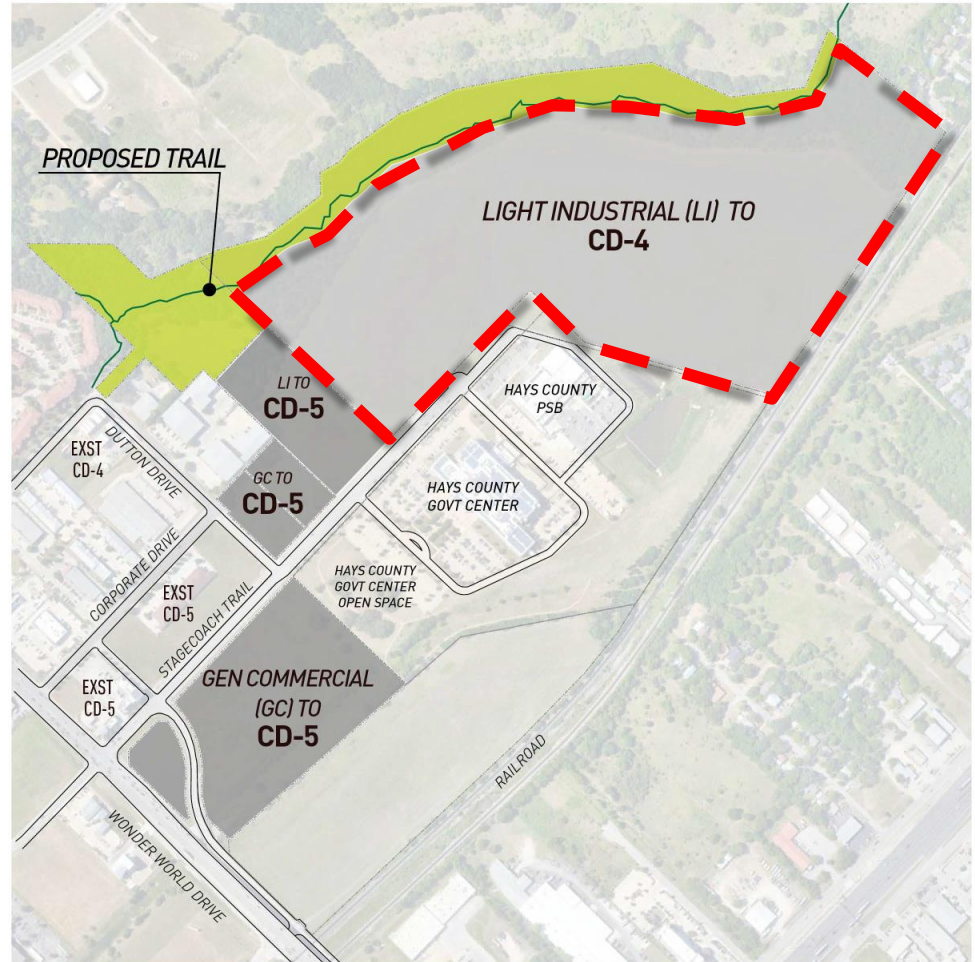 PROPOSED TRAIL
LIGHT INDUSTRIAL (LI) TO
CD-4
LI TO
CD-5
HAYS COUNTY
PSB
EXST
CD-4
DUTTON DRIVE
GC TO
CD-5
HAYS COUNTY
GOVT CENTER
CORPORATE DRIVE
EXST
CD-5
STAGECOACH TRAIL
HAYS COUNTY
GOVT CENTER
OPEN SPACE
EXST
CD-5
GEN COMMERCIAL
(GC) TO
CD-5
RAILROAD
WONDER WORLD DRIVE